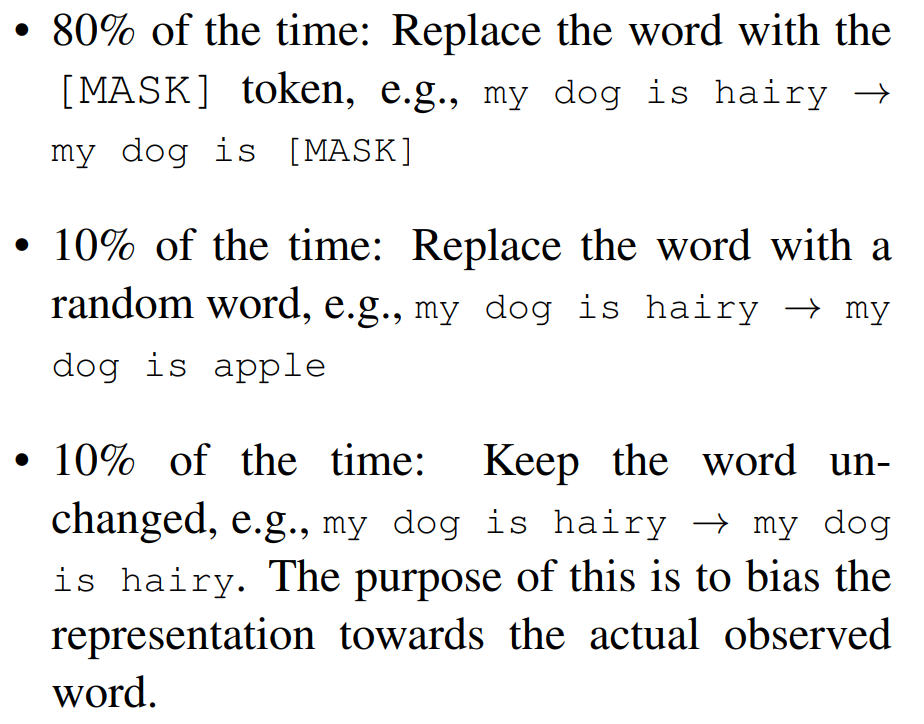 • 80% of the time: Replace the word with the
[MASK] token, e.g., my dog is hairy →
my dog is [MASK]
• 10% of the time: Replace the word with a
random word, e.g., my dog is hairy → my
dog is apple
• 10% of the time: Keep the word un-
changed, e.g., my dog is hairy → my dog
is hairy. The purpose of this is to bias the
representation towards the actual observed
word.